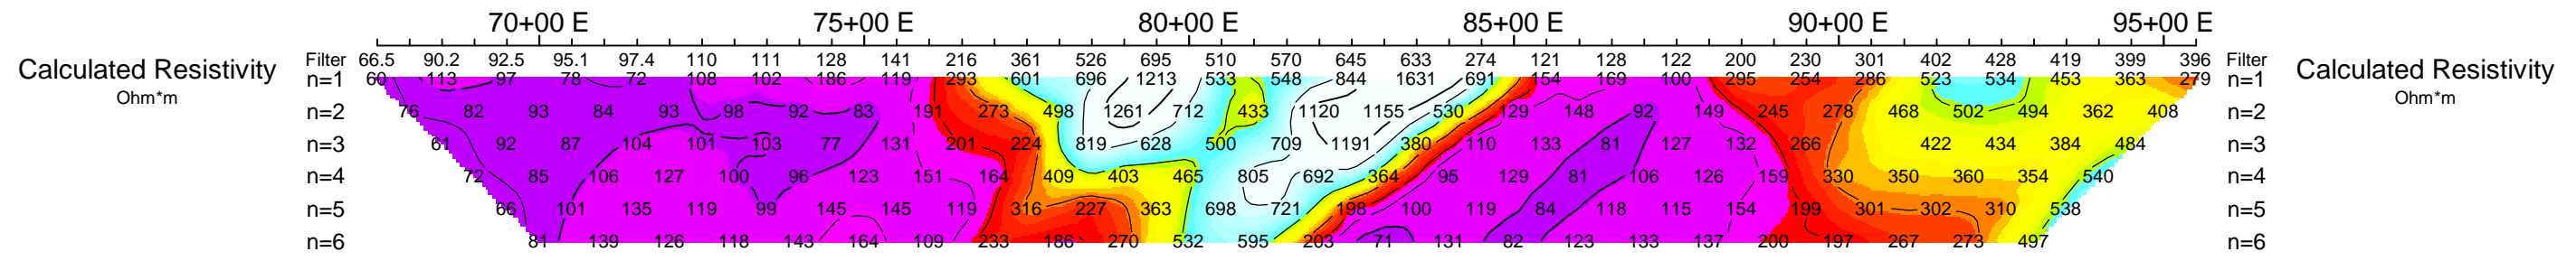 70+00 E 75+00 E 80+00 E 85+00 E 90+00 E 95+00 E
Filter 66.5 90.2 92.5 95.1 97.4 110 111 128 141 216 361 526 695 510 570 645 633 274 121 128 122 200 230 301 402 428 419 399 396 Filter
Calculated Resistivity Calculated Resistivity
n=1 60 113 97 78 72 108 102 186 119 293 601 696 1213 533 548 844 1631 691 154 169 100 295 254 286 523 534 453 363 279 n=1
Ohm*m Ohm*m
n=2 76 82 93 84 93 98 92 83 191 273 498 1261 712 433 1120 1155 530 129 148 92 149 245 278 468 502 494 362 408 n=2
n=3 61 92 87 104 101 103 77 131 201 224 819 628 500 709 1191 380 110 133 81 127 132 266 422 434 384 484 n=3
n=4 72 85 106 127 100 96 123 151 164 409 403 465 805 692 364 95 129 81 106 126 159 330 350 360 354 540 n=4
n=5 66 101 135 119 99 145 145 119 316 227 363 698 721 198 100 119 84 118 115 154 199 301 302 310 538 n=5
n=6 81 139 126 118 143 164 109 233 186 270 532 595 203 71 131 82 123 133 137 200 197 267 273 497 n=6